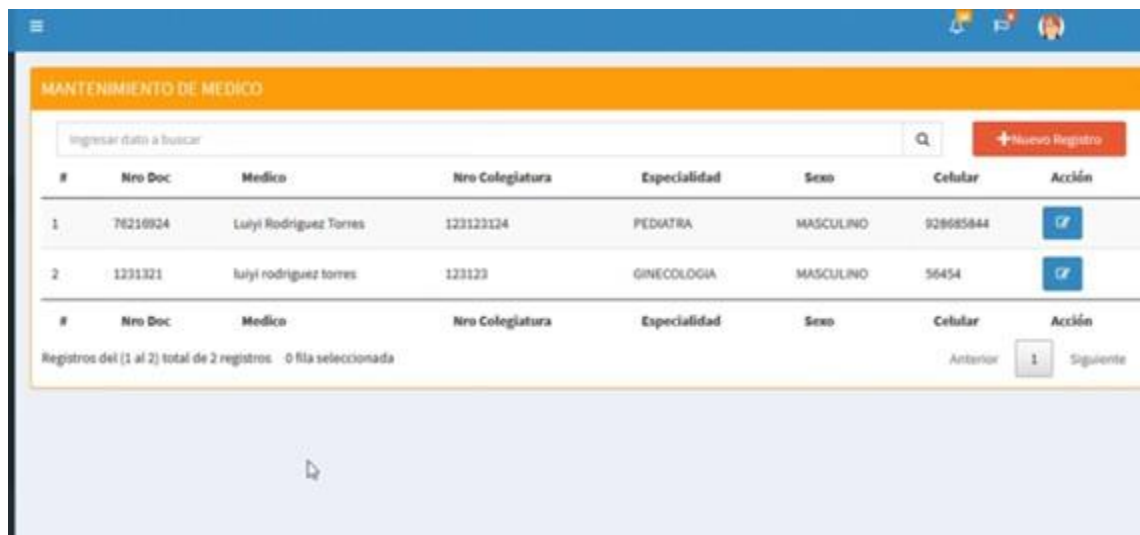 MANTENIMIENTO DE MEDICO
Ingresar dato a buscar
+Nuevo Registro
# Nro Doc Medico Nro Colegiatura Especialidad Sexo Celular Acción
1 76216924 Luiyi Rodriguez Torres 123123124 PEDIATRA MASCULINO 928685844
2 1231321 luiyi rodriguez torres 123123 GINECOLOGIA MASCULINO 56454
# Nro Doc Medico Nro Colegiatura Especialidad Sexo Celular Acción
Registros del (1 al 2) total de 2 registros 0 fila seleccionada Anterior 1 Siguiente